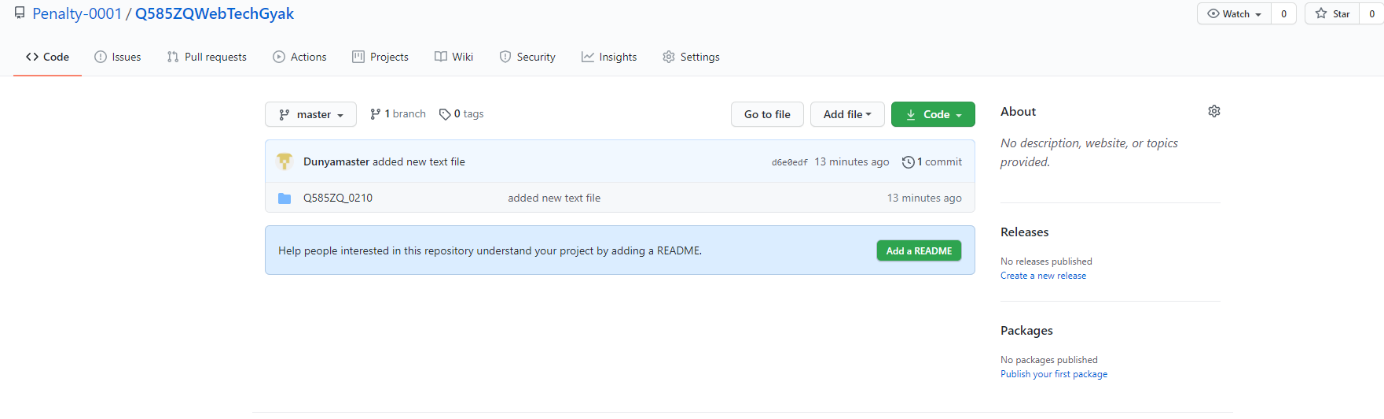 Penalty-0001 / Q585ZQWebTechGyak
Watch 0 Star 0
Code Issues Pull requests Actions Projects Wiki Security Insights Settings
master 1 branch 0 tags Go to file Add file Code
Dunyamaster added new text file d6e0edf 13 minutes ago 1 commit
Q585ZQ_0210 added new text file 13 minutes ago
Help people interested in this repository understand your project by adding a README. Add a README
About
No description, website, or topics
provided.
Releases
No releases published
Create a new release
Packages
No packages published
Publish your first package